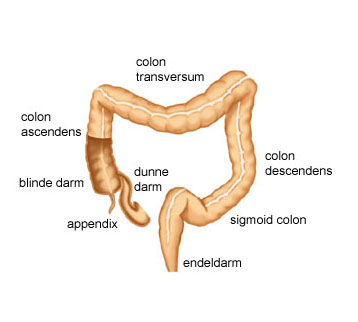 colon
transversum
colon
ascendens
dunne
darm
colon
descendens
blinde darm
appendix
sigmoid colon
endeldarm